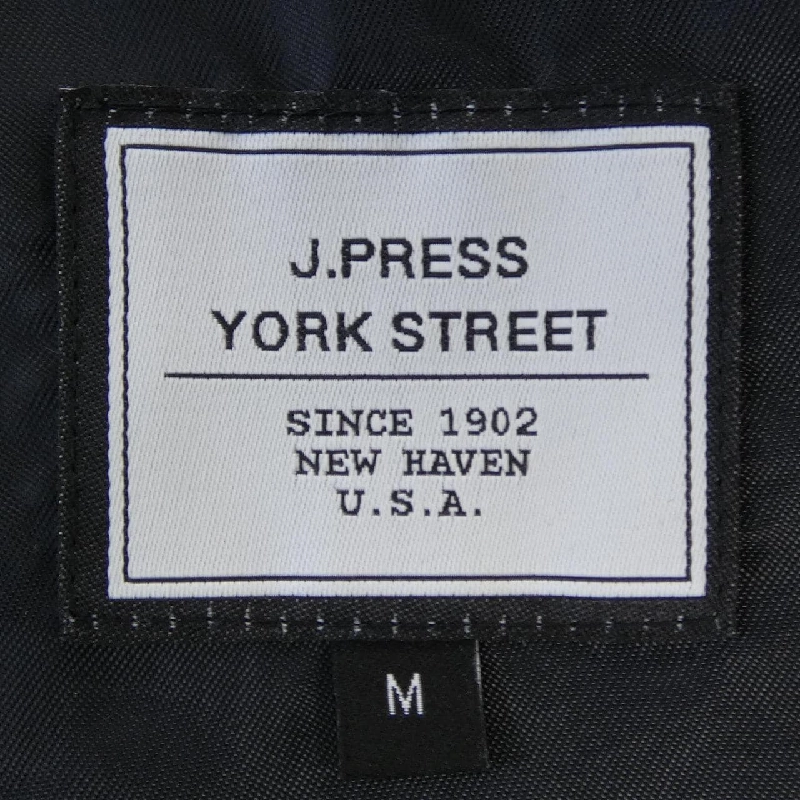 J.PRESS
YORK STREET
SINCE 1902
NEW HAVEN
U.S.A.
M